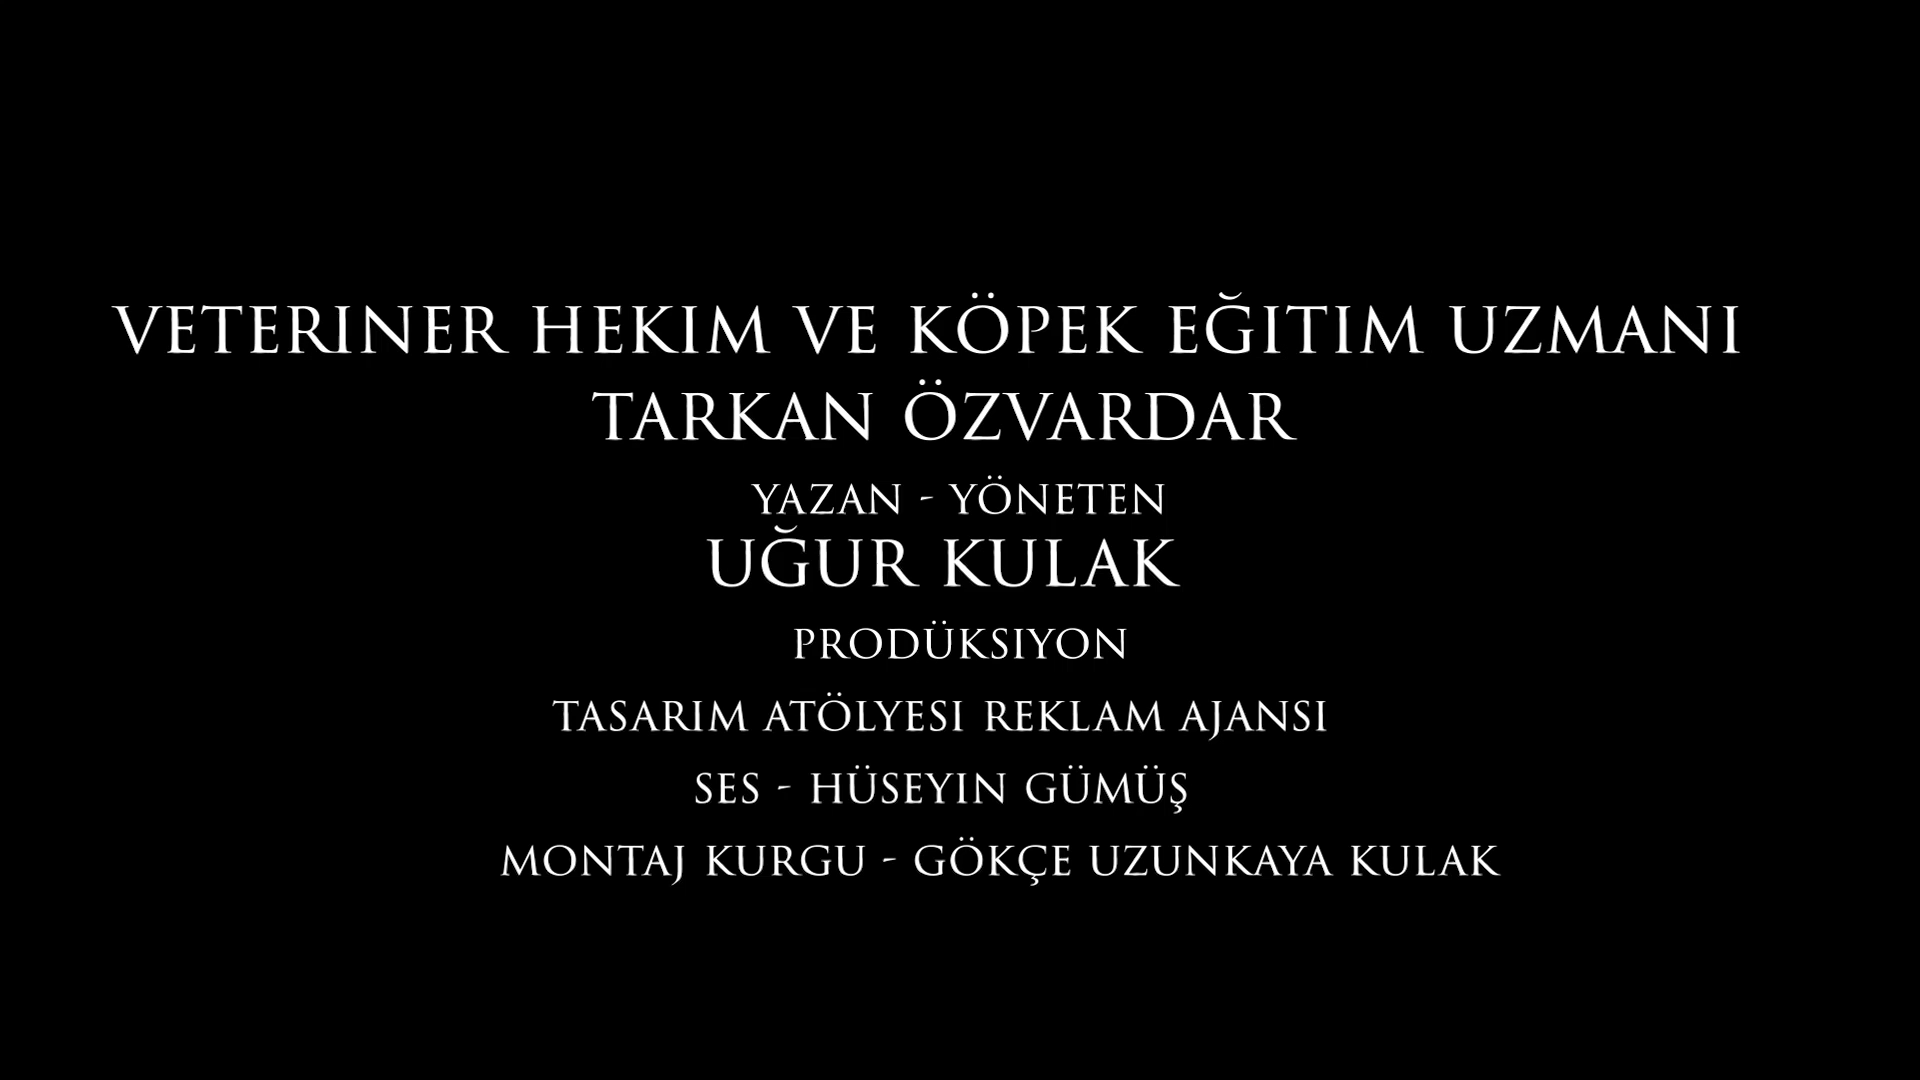 VETERINER HEKIM VE KÖPEK EĞITIM UZMANI
TARKAN ÖZVARDAR
YAZAN - YÖNETEN
UĞUR KULAK
PRODÜKSIYON
TASARIM ATÖLYESI REKLAM AJANSI
SES - HÜSEYIN GÜMÜŞ
MONTAJ KURGU - GÖKÇE UZUNKAYA KULAK